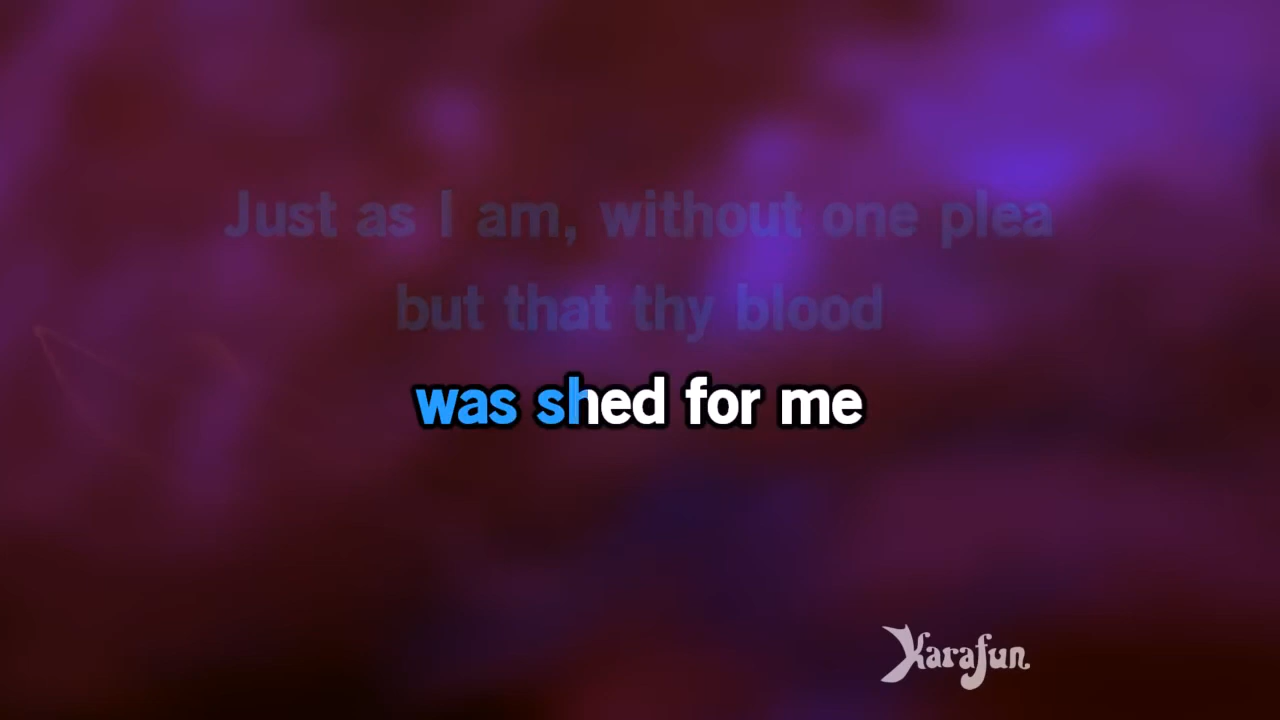 Just as I am, without one plea
but that thy blood
was shed for me
Karafun